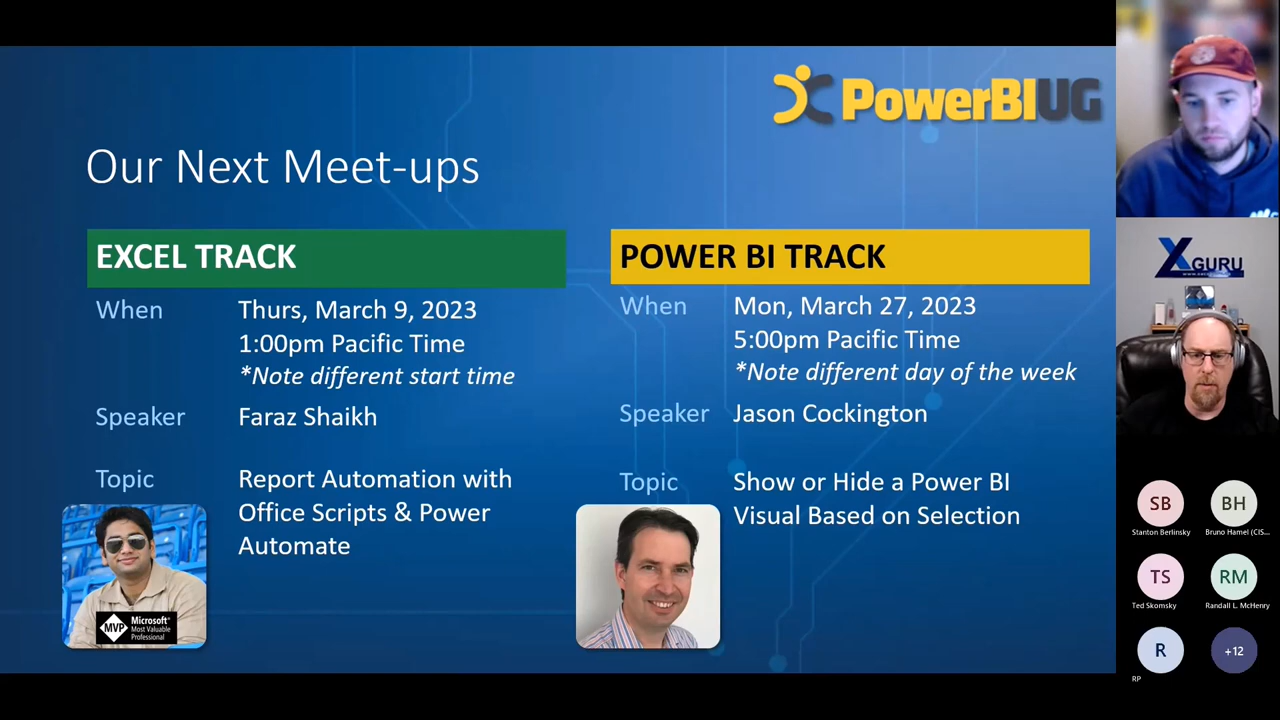 PowerBIUG
Our Next Meet-ups
EXCEL TRACK
When
Thurs, March 9, 2023
1:00pm Pacific Time
*Note different start time
Speaker
Faraz Shaikh
Topic
Report Automation with
Office Scripts & Power
Automate
MVP
Microsoft®
Most Valuable
Professional
POWER BI TRACK
When
Mon, March 27, 2023
5:00pm Pacific Time
*Note different day of the week
Speaker
Jason Cockington
Topic
Show or Hide a Power BI
Visual Based on Selection
X GURU
SB
Stanton Berlinsky
BH
Bruno Hamel (CIS...
TS
Ted Skomsky
RM
Randall L. McHenry
R
RP
+12